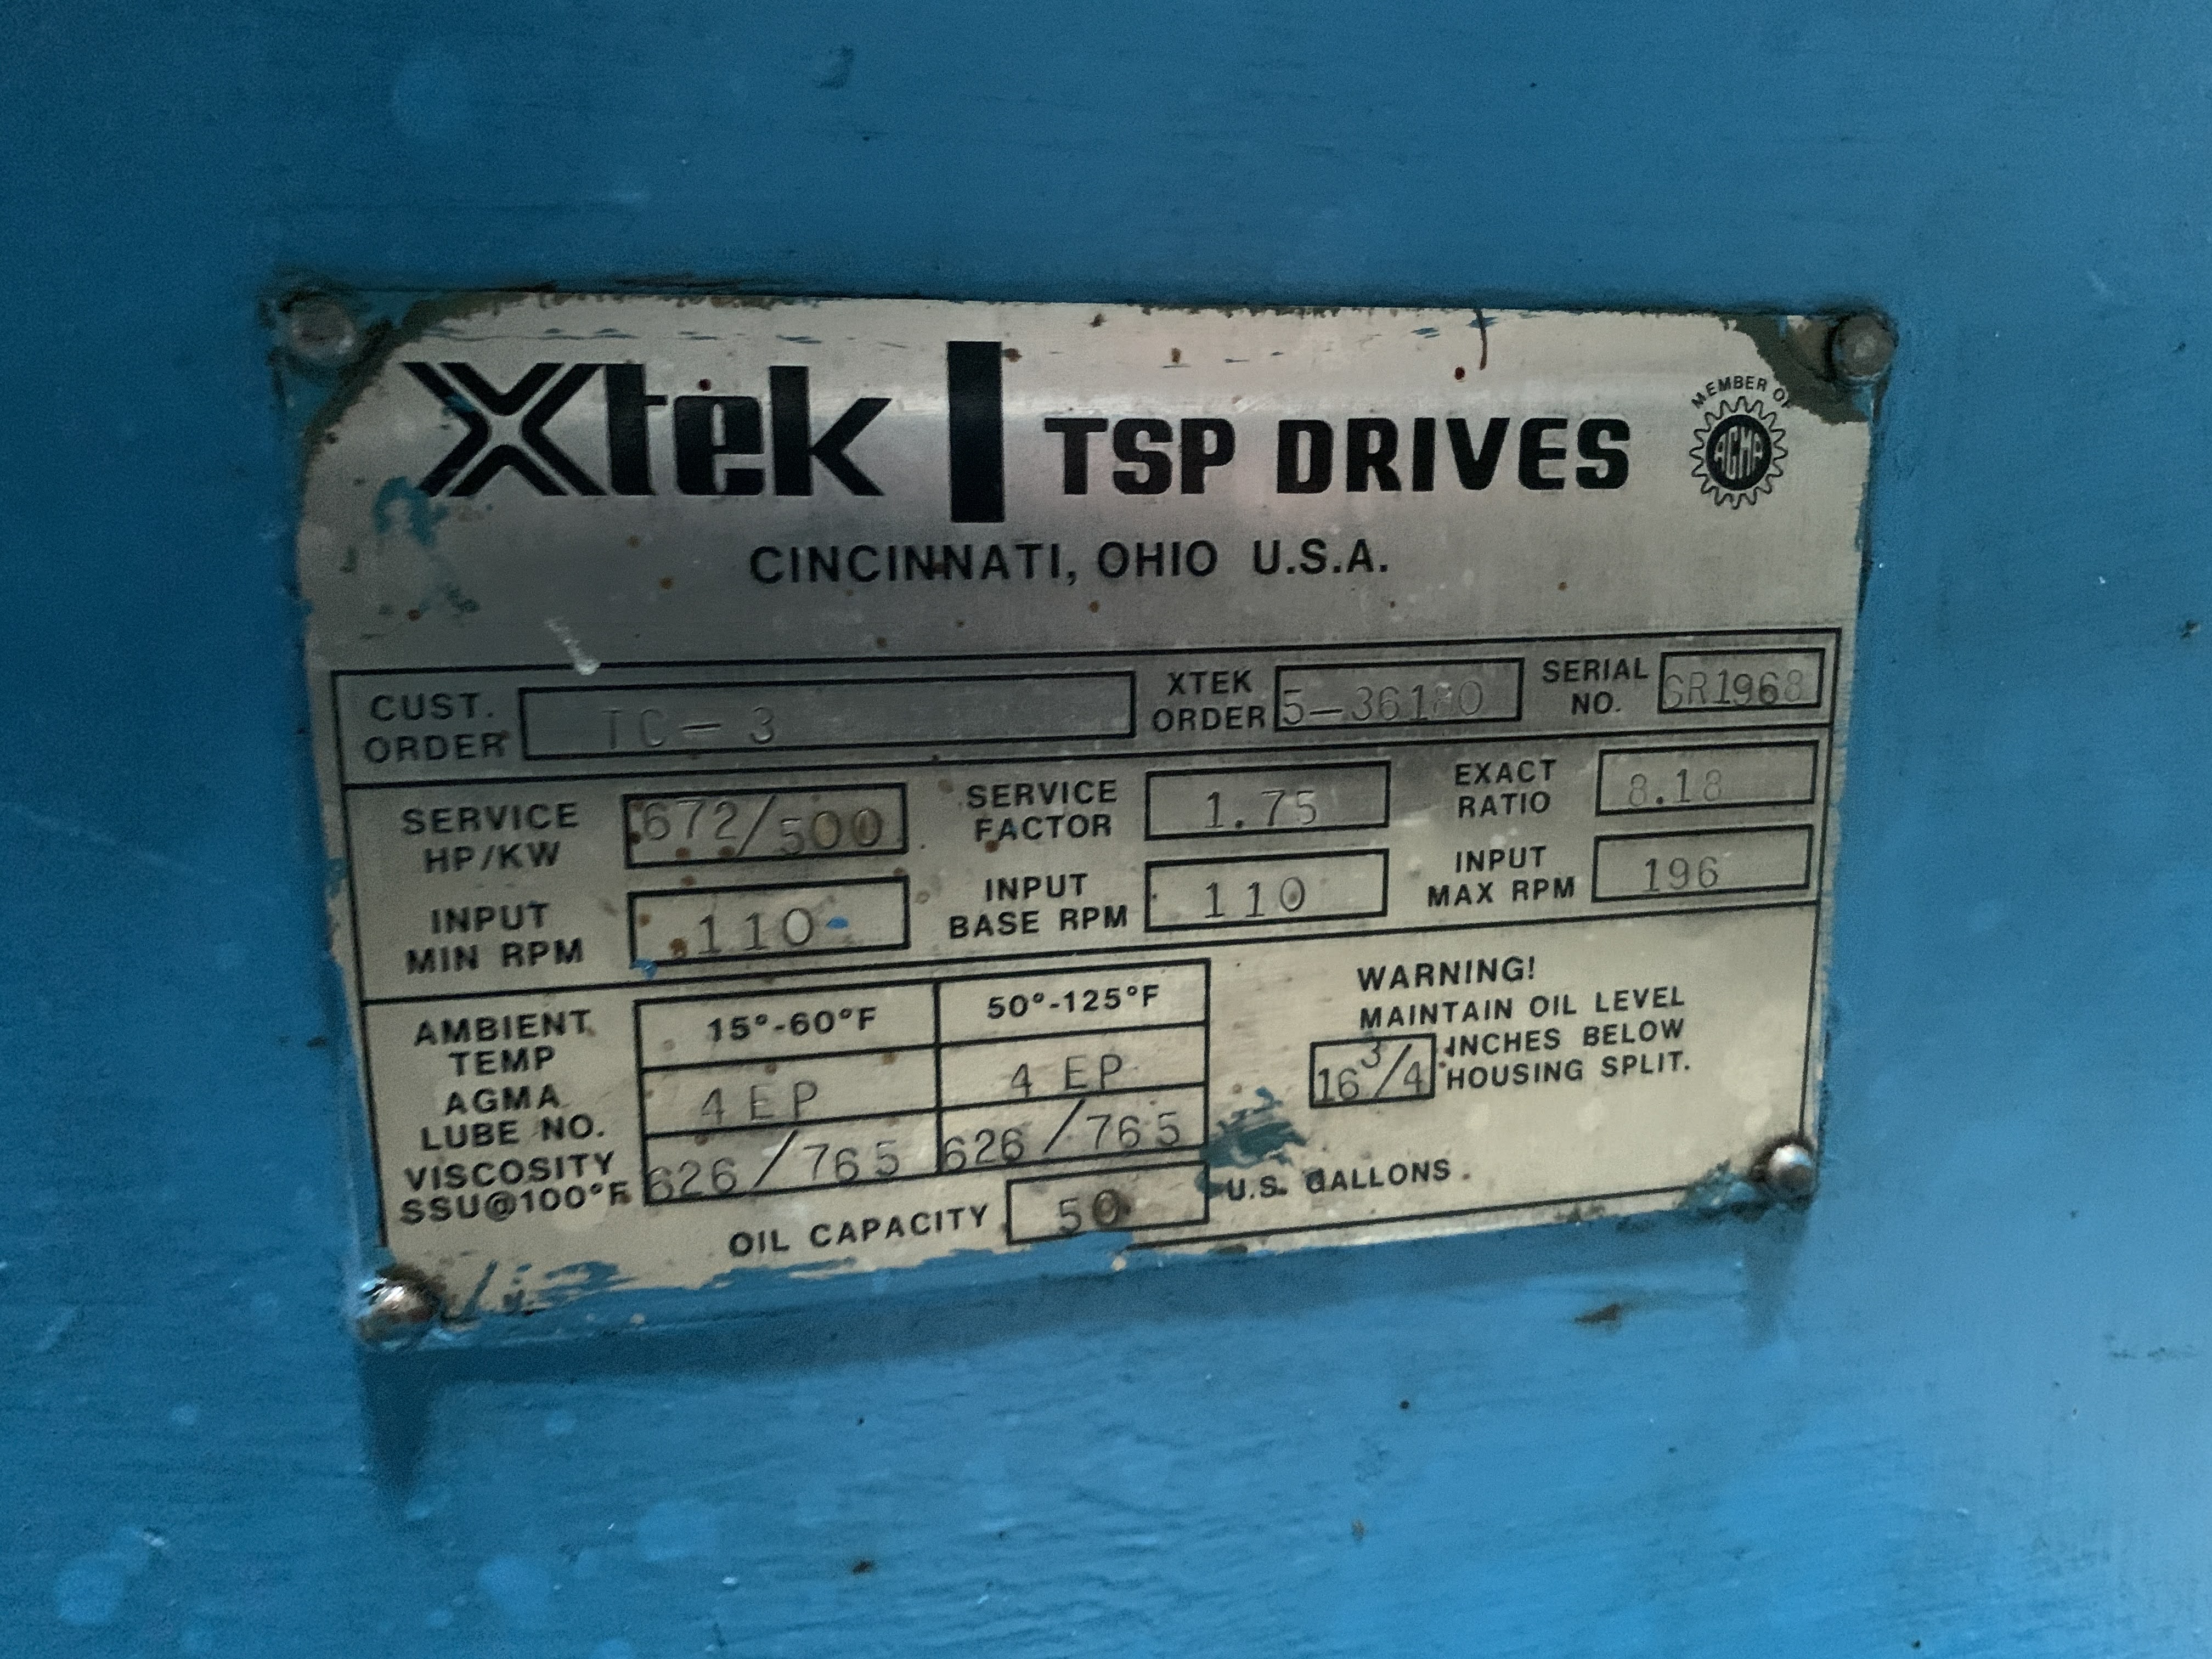 Xtek TSP DRIVES
MEMBER OF
AGMA
CINCINNATI, OHIO U.S.A.
CUST. ORDER TC-3
XTEK ORDER
SERIAL NO. SR1968
SERVICE HP/KW 672/500
SERVICE FACTOR 1.75
EXACT RATIO 8.18
INPUT MIN RPM 110
INPUT BASE RPM 110
INPUT MAX RPM 196
AMBIENT TEMP 15°-60°F 50°-125°F
AGMA LUBE NO. 4 EP 4 EP
VISCOSITY SSU@100°F 626/765 626/765
OIL CAPACITY 50 U.S. GALLONS
WARNING!
MAINTAIN OIL LEVEL
16 3/4 INCHES BELOW
HOUSING SPLIT.